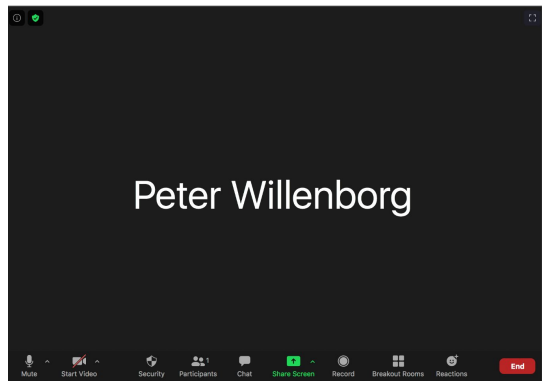 Peter Willenborg
1
Mute Start Video Security Participants Chat Share Screen Record Breakout Rooms Reactions End